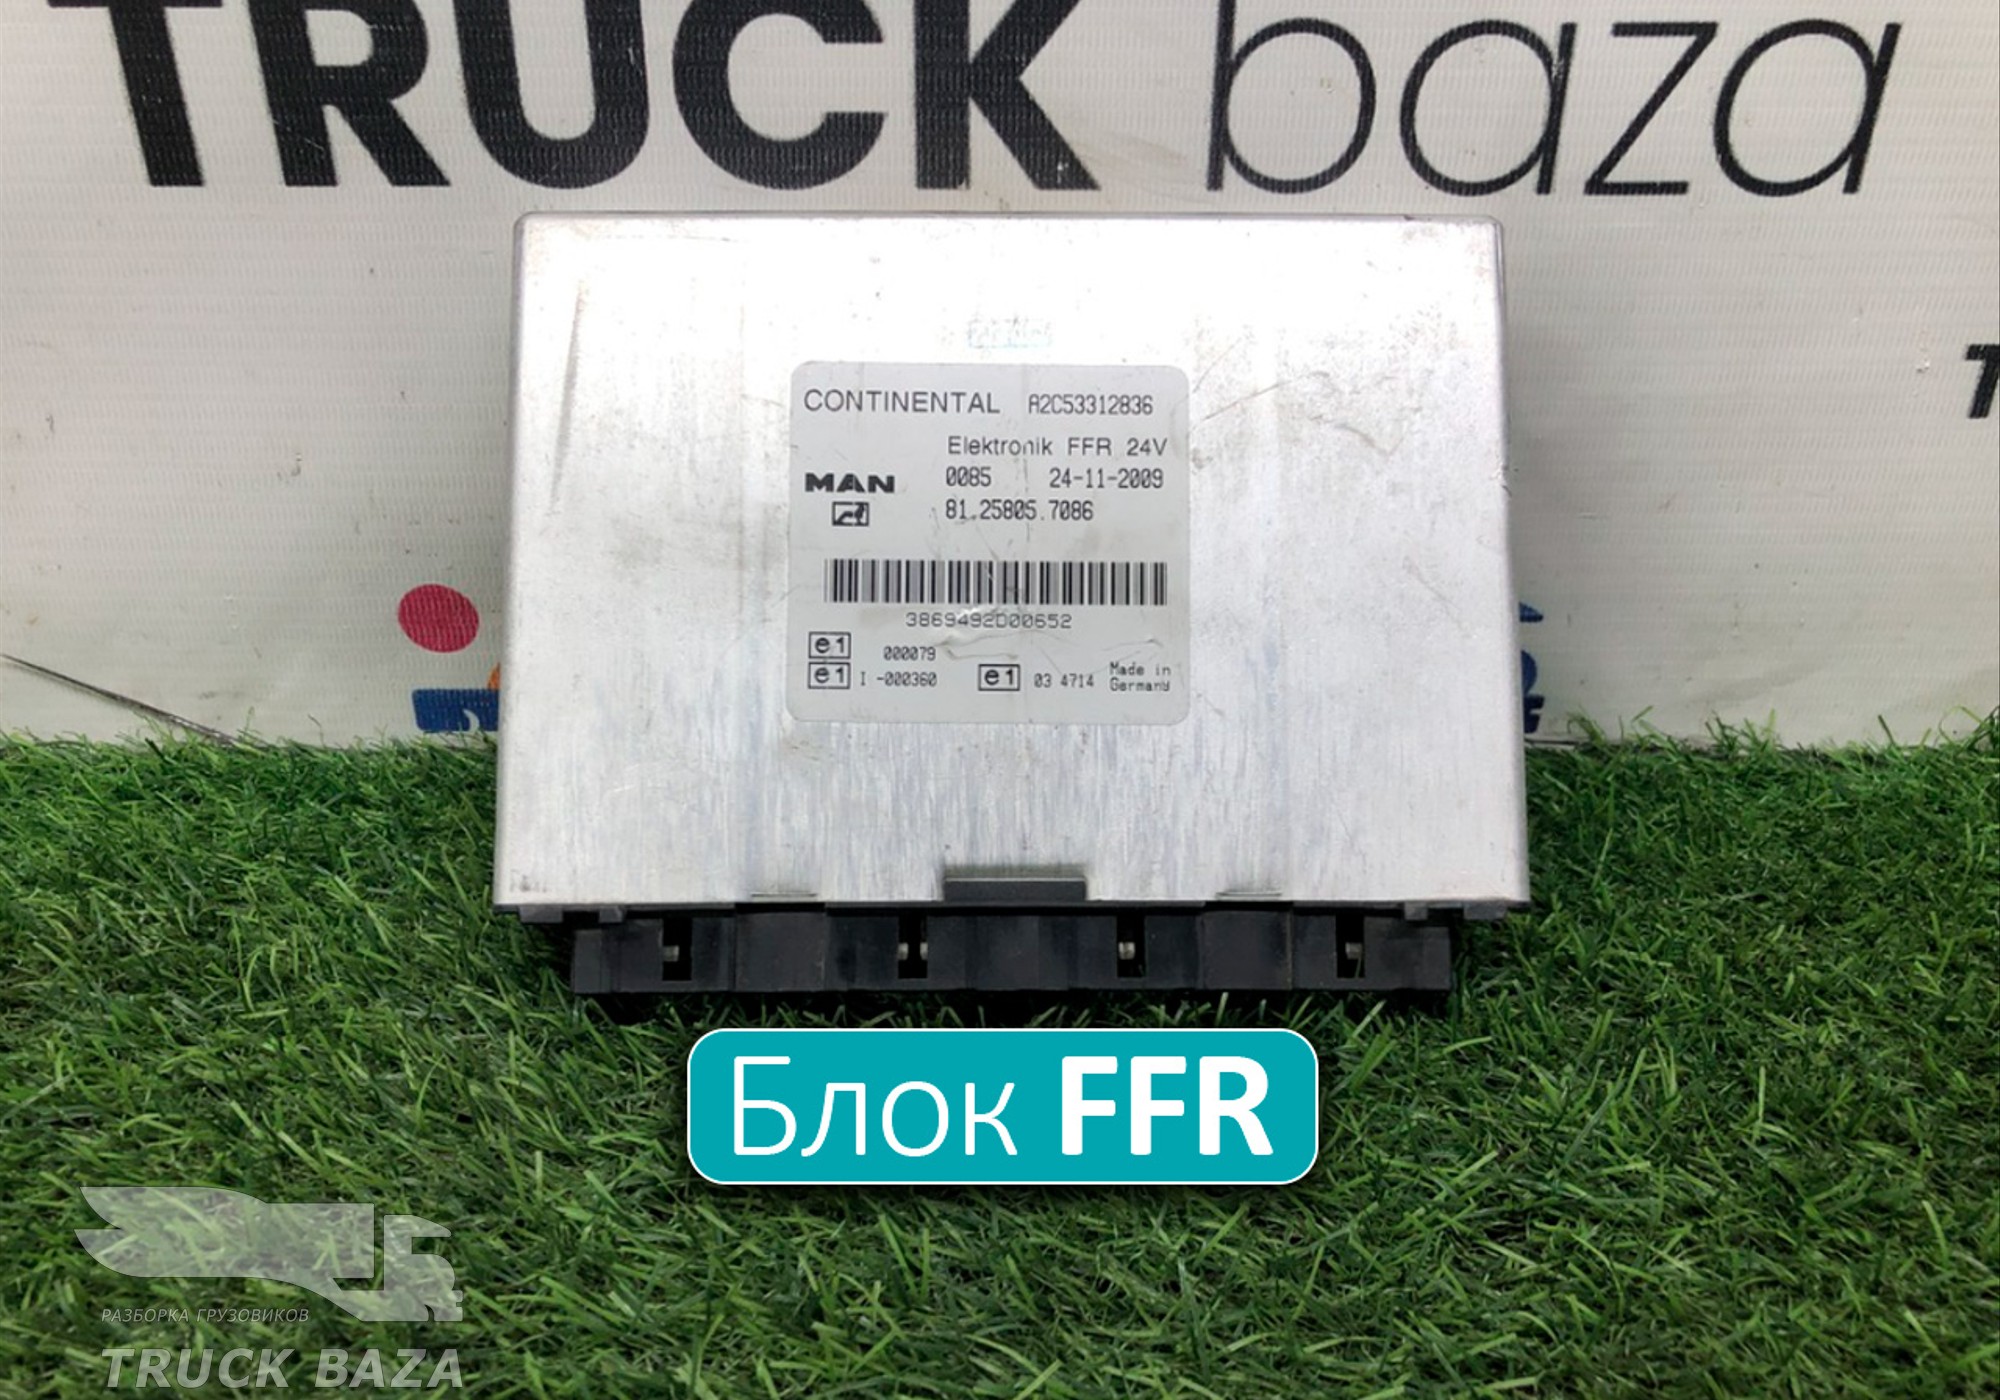 TRUCK baza
CONTINENTAL A2C53312836
Elektronik FFR 24V
MAN 0085 24-11-2009
81.25805.7086
3869492D00652
e1 000079
e1 I -000360 e1 03 4714 Made in Germany
Блок FFR
РАЗБОРКА ГРУЗОВИКОВ
TRUCK BAZA